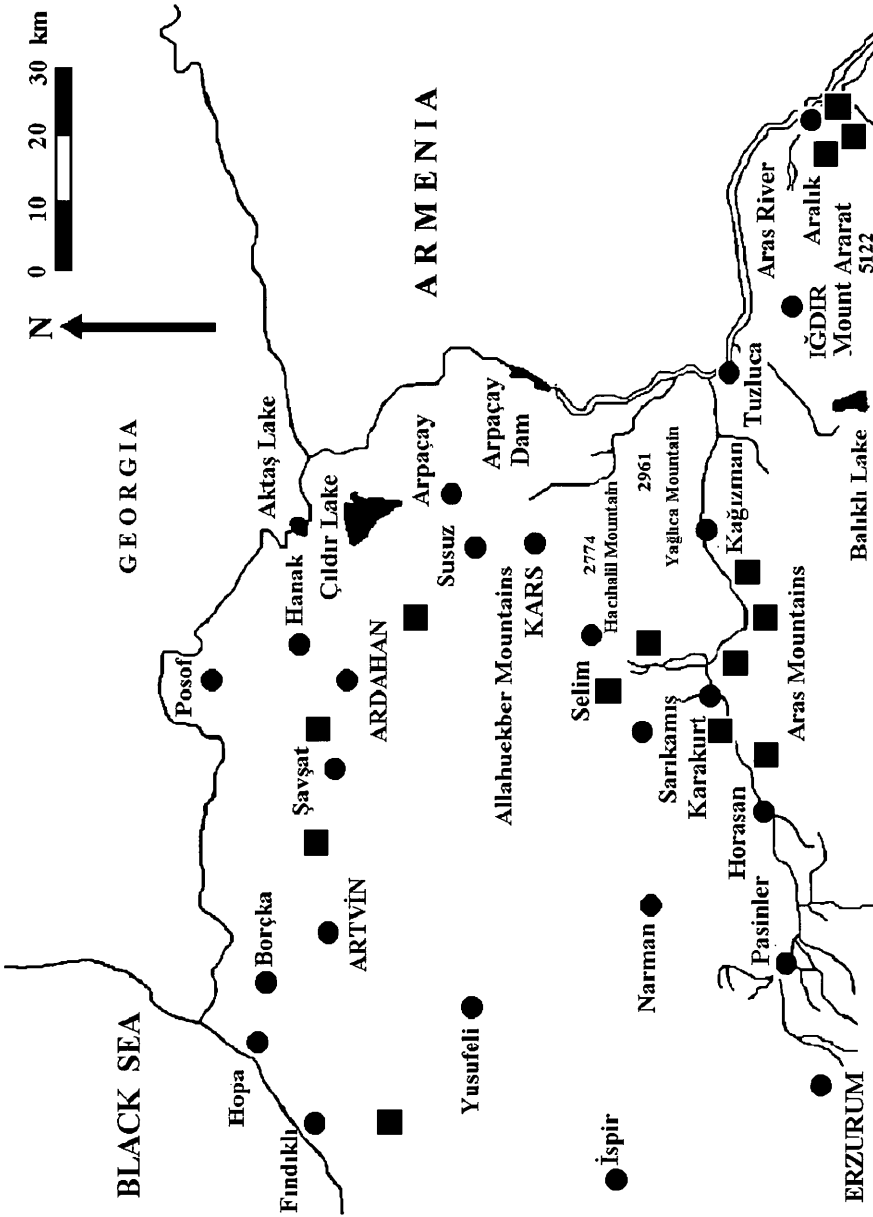 0 10 20 30 km
N
BLACK SEA
GEORGIA
ARMENIA
Hopa
Borçka
Fındıklı
ARTVİN
Posof
Şavşat
ARDAHAN
Hanak
Aktaş Lake
Çıldır Lake
Arpaçay
Susuz
Arpaçay
Dam
Yusufeli
Allahuekber Mountains
KARS
İspir
Narman
Selim
2774
Hacıhalil Mountain
2961
Yağlıca Mountain
Sarıkamış
Karakurt
Kağızman
Tuzluca
Aras River
Aralık
IĞDIR
Mount Ararat
5122
Horasan
Pasinler
Aras Mountains
Balıklı Lake
ERZURUM